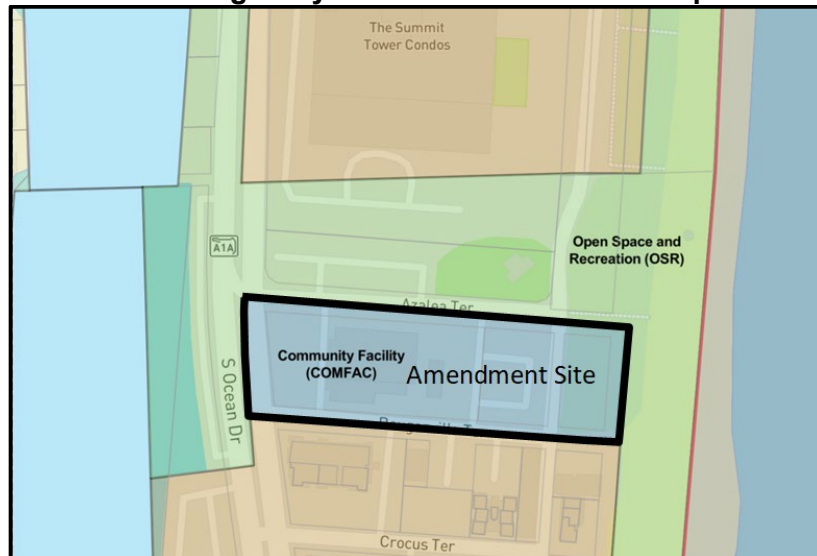 The Summit
Tower Condos
A1A
Open Space and
Recreation (OSR)
Azalea Ter
Community Facility
(COMFAC)
Amendment Site
S Ocean Dr
Crocus Ter